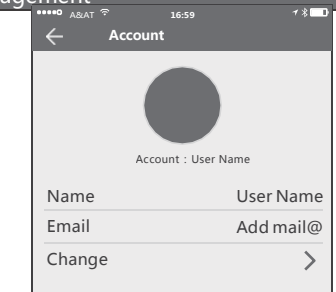 agement
A&AT 16:59
Account
Account : User Name
Name User Name
Email Add mail@
Change